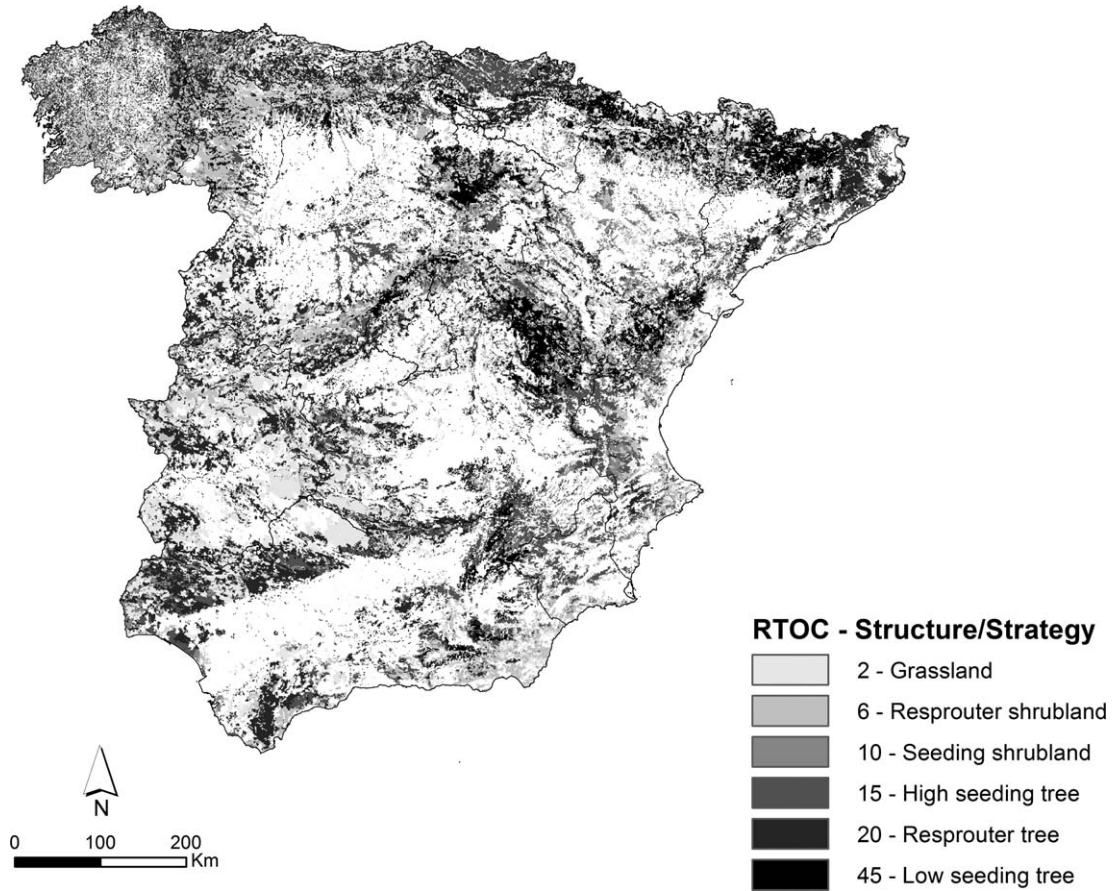 RTOC - Structure/Strategy
2 - Grassland
6 - Resprouter shrubland
10 - Seeding shrubland
15 - High seeding tree
20 - Resprouter tree
45 - Low seeding tree
N
0 100 200
Km